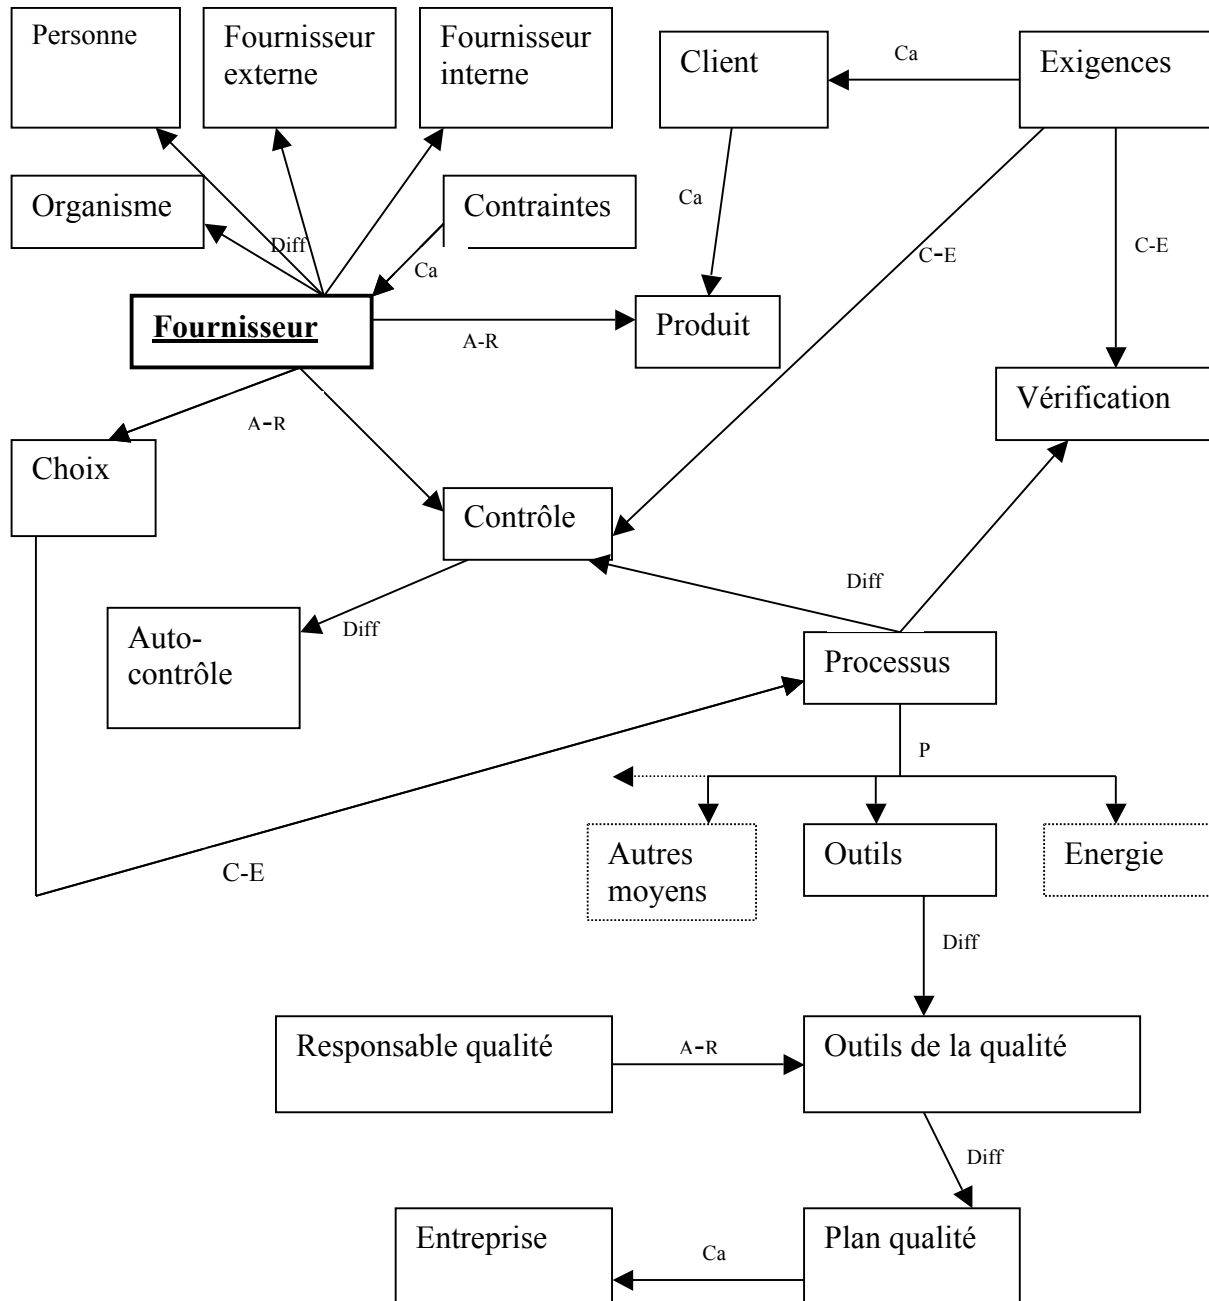 Personne
Fournisseur
externe
Fournisseur
interne
Client
Ca
Exigences
Organisme
Diff
Contraintes
Ca
Ca
C-E
C-E
Fournisseur
A-R
Produit
Vérification
A-R
Choix
Contrôle
Diff
Auto-
contrôle
Diff
Processus
P
C-E
Autres
moyens
Outils
Energie
Diff
Responsable qualité
A-R
Outils de la qualité
Diff
Entreprise
Ca
Plan qualité